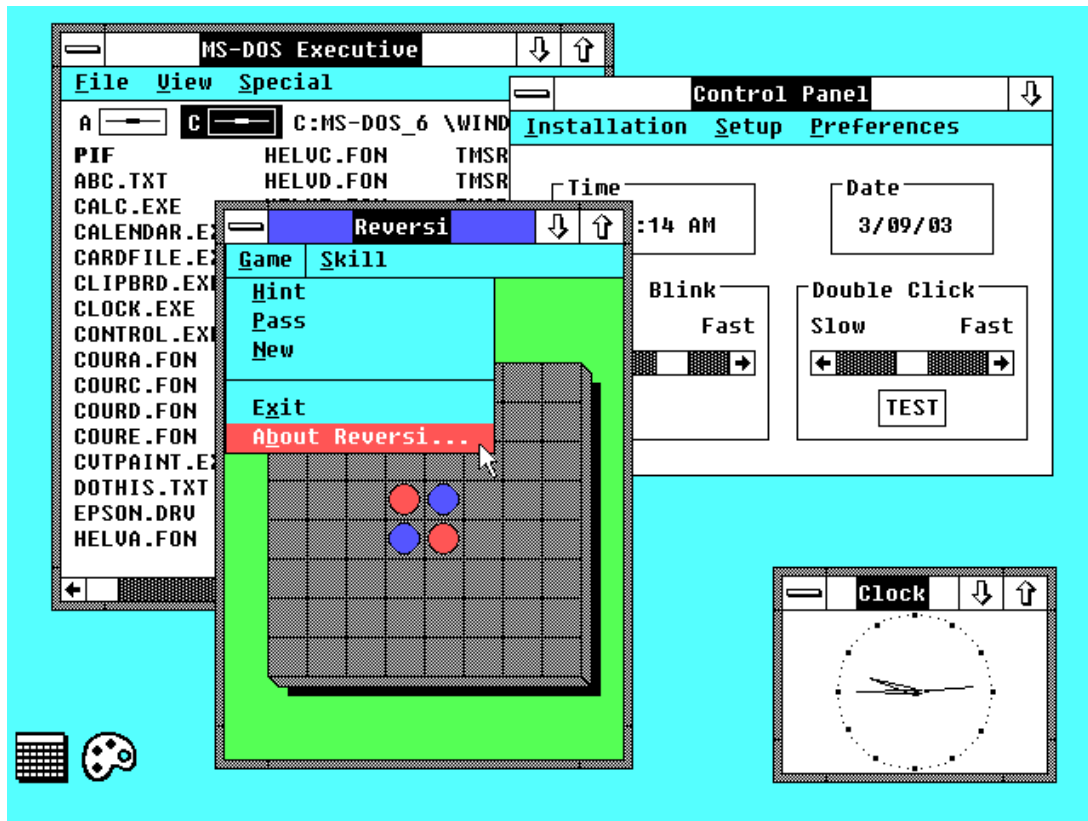 MS-DOS Executive
File View Special
A C C:MS-DOS_6 \WIND
PIF HELVC.FON TMSR
ABC.TXT HELVD.FON TMSR
CALC.EXE
CALENDAR.E
CARDFILE.E
CLIPBRD.EX
CLOCK.EXE
CONTROL.EX
COURA.FON
COURC.FON
COURD.FON
COURE.FON
CVTPAINT.E
DOTHIS.TXT
EPSON.DRV
HELVA.FON
Control Panel
Installation Setup Preferences
Time
:14 AM
Date
3/09/03
Blink
Fast
Double Click
Slow Fast
TEST
Reversi
Game Skill
Hint
Pass
New
Exit
About Reversi...
Clock